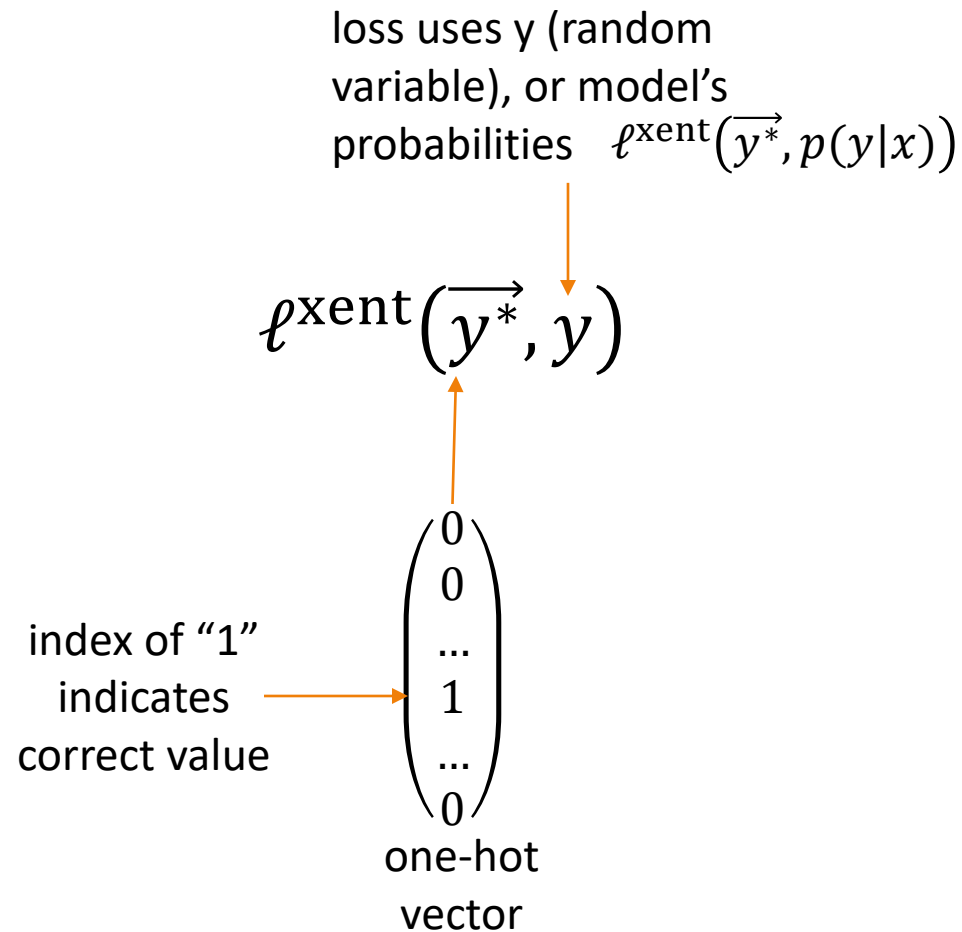 loss uses y (random
variable), or model’s
probabilities ℓ^xent(y*⃗, p(y|x))
ℓ^xent(y*⃗, y)
0
0
...
1
...
0
index of “1”
indicates
correct value
one-hot
vector